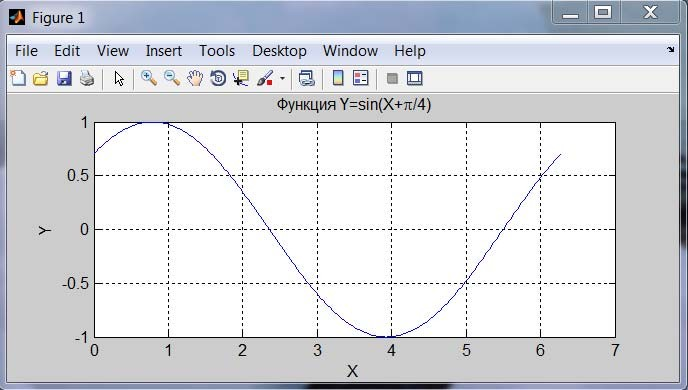 Figure 1
File Edit View Insert Tools Desktop Window Help
Функция Y=sin(X+π/4)
1
0.5
0
-0.5
-1
Y
0 1 2 3 4 5 6 7
X